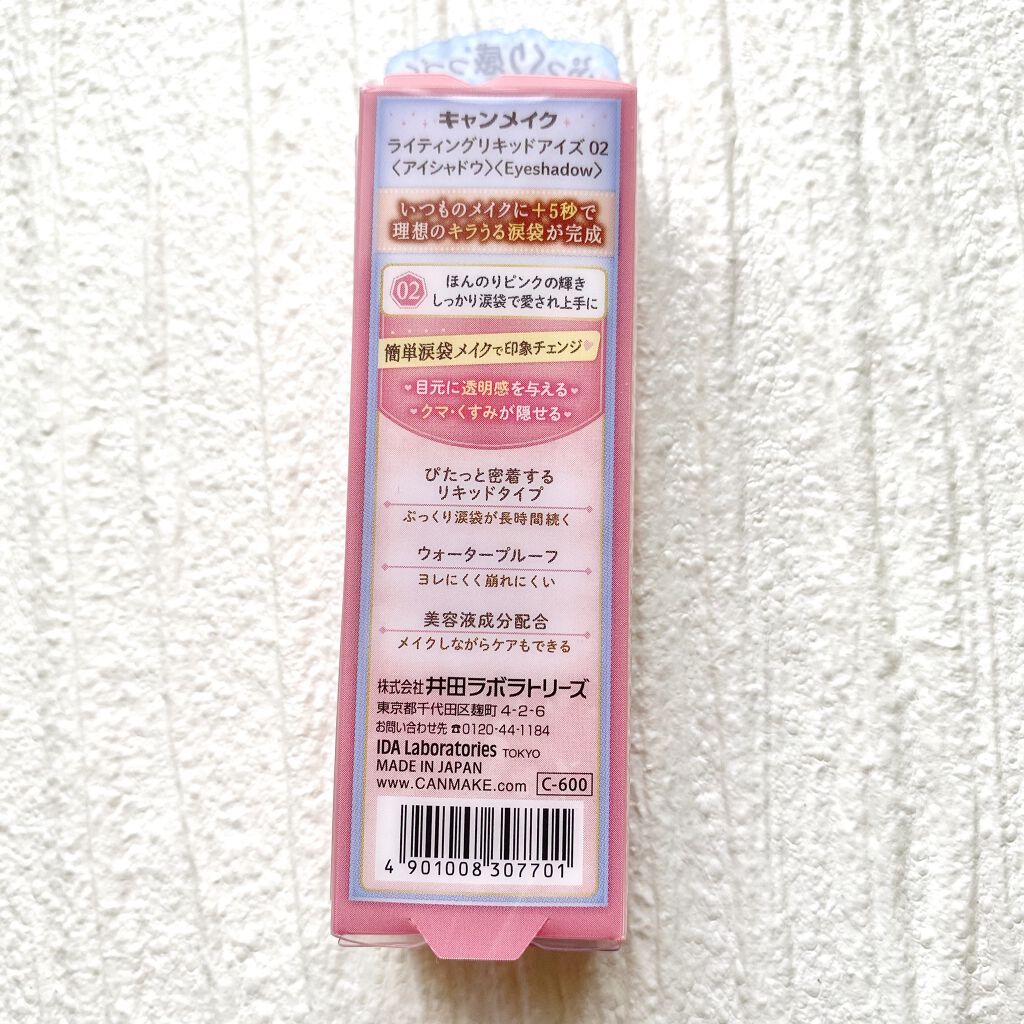 キャンメイク
ライティングリキッドアイズ 02
〈アイシャドウ〉〈Eyeshadow〉
いつものメイクに＋5秒で
理想のキラうる涙袋が完成
02
ほんのりピンクの輝き
しっかり涙袋で愛され上手に
簡単涙袋メイクで印象チェンジ
目元に透明感を与える
クマ・くすみが隠せる
ぴたっと密着する
リキッドタイプ
ぷっくり涙袋が長時間続く
ウォータープルーフ
ヨレにくく崩れにくい
美容液成分配合
メイクしながらケアもできる
株式会社 井田ラボラトリーズ
東京都千代田区麹町 4-2-6
お問い合わせ先 ☎0120-44-1184
IDA Laboratories TOKYO
MADE IN JAPAN
www.CANMAKE.com C-600
4 901008 307701